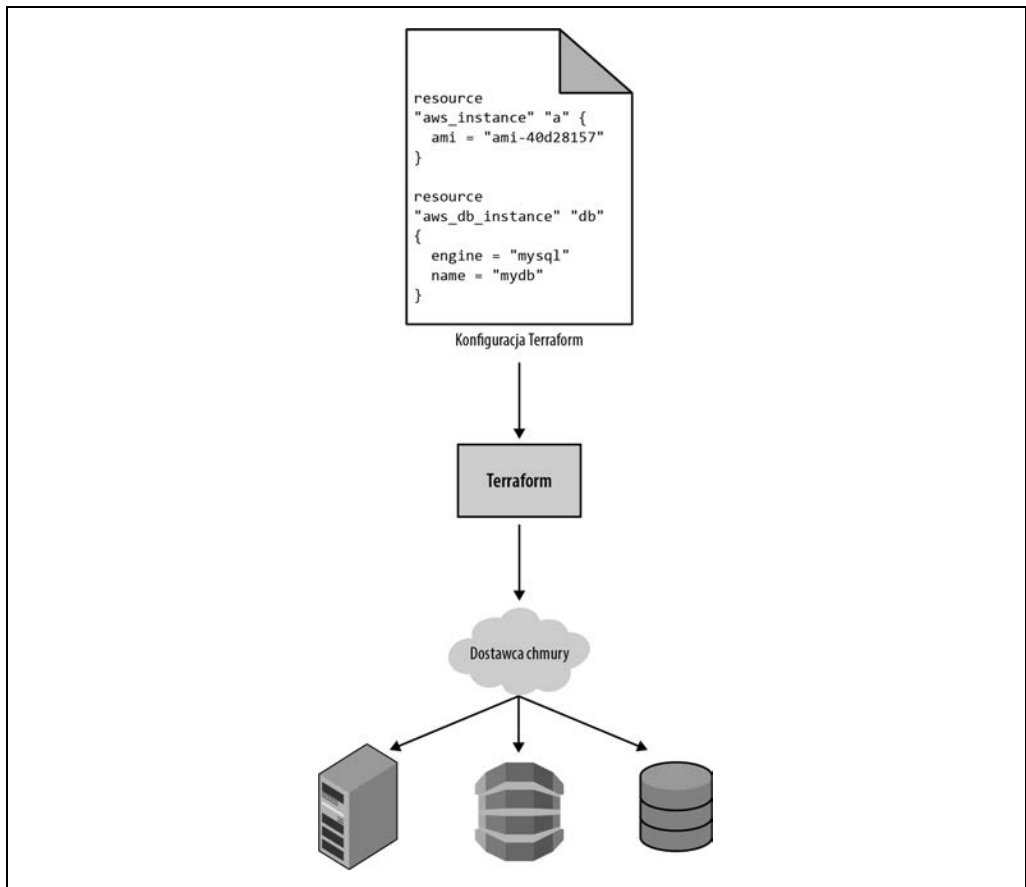 resource
"aws_instance" "a" {
  ami = "ami-40d28157"
}
resource
"aws_db_instance" "db"
{
  engine = "mysql"
  name = "mydb"
}
Konfiguracja Terraform
Terraform
Dostawca chmury